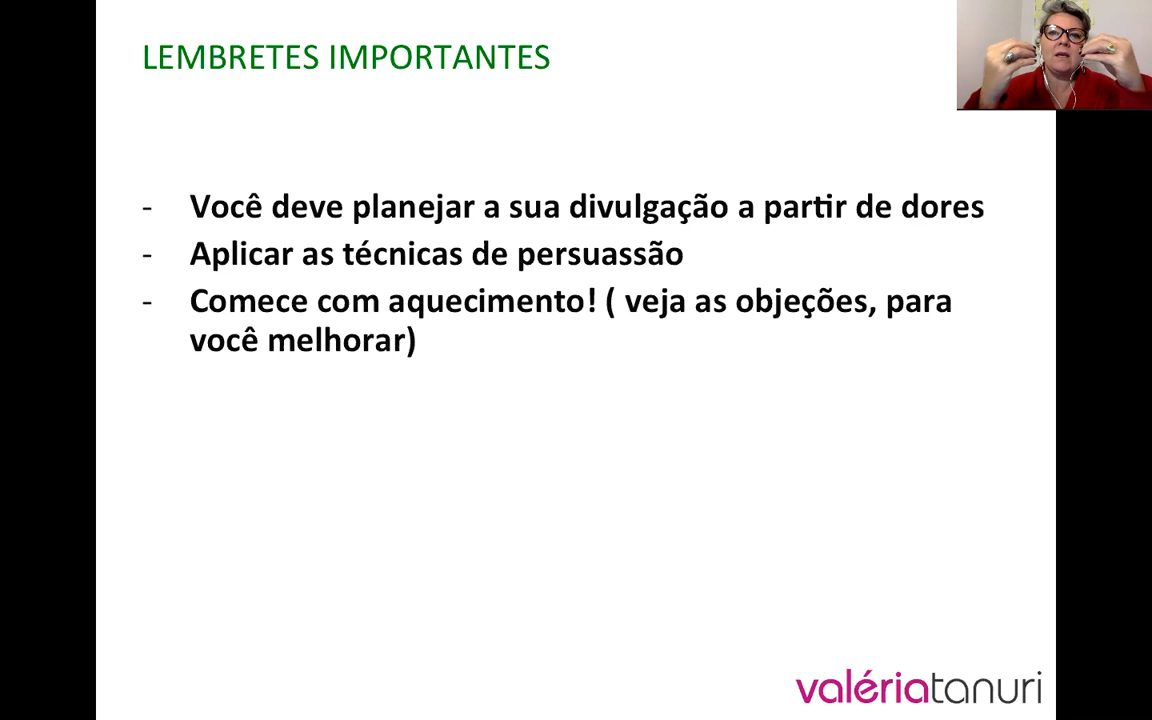 LEMBRETES IMPORTANTES
- Você deve planejar a sua divulgação a partir de dores
- Aplicar as técnicas de persuassão
- Comece com aquecimento! ( veja as objeções, para
você melhorar)
valériatanuri